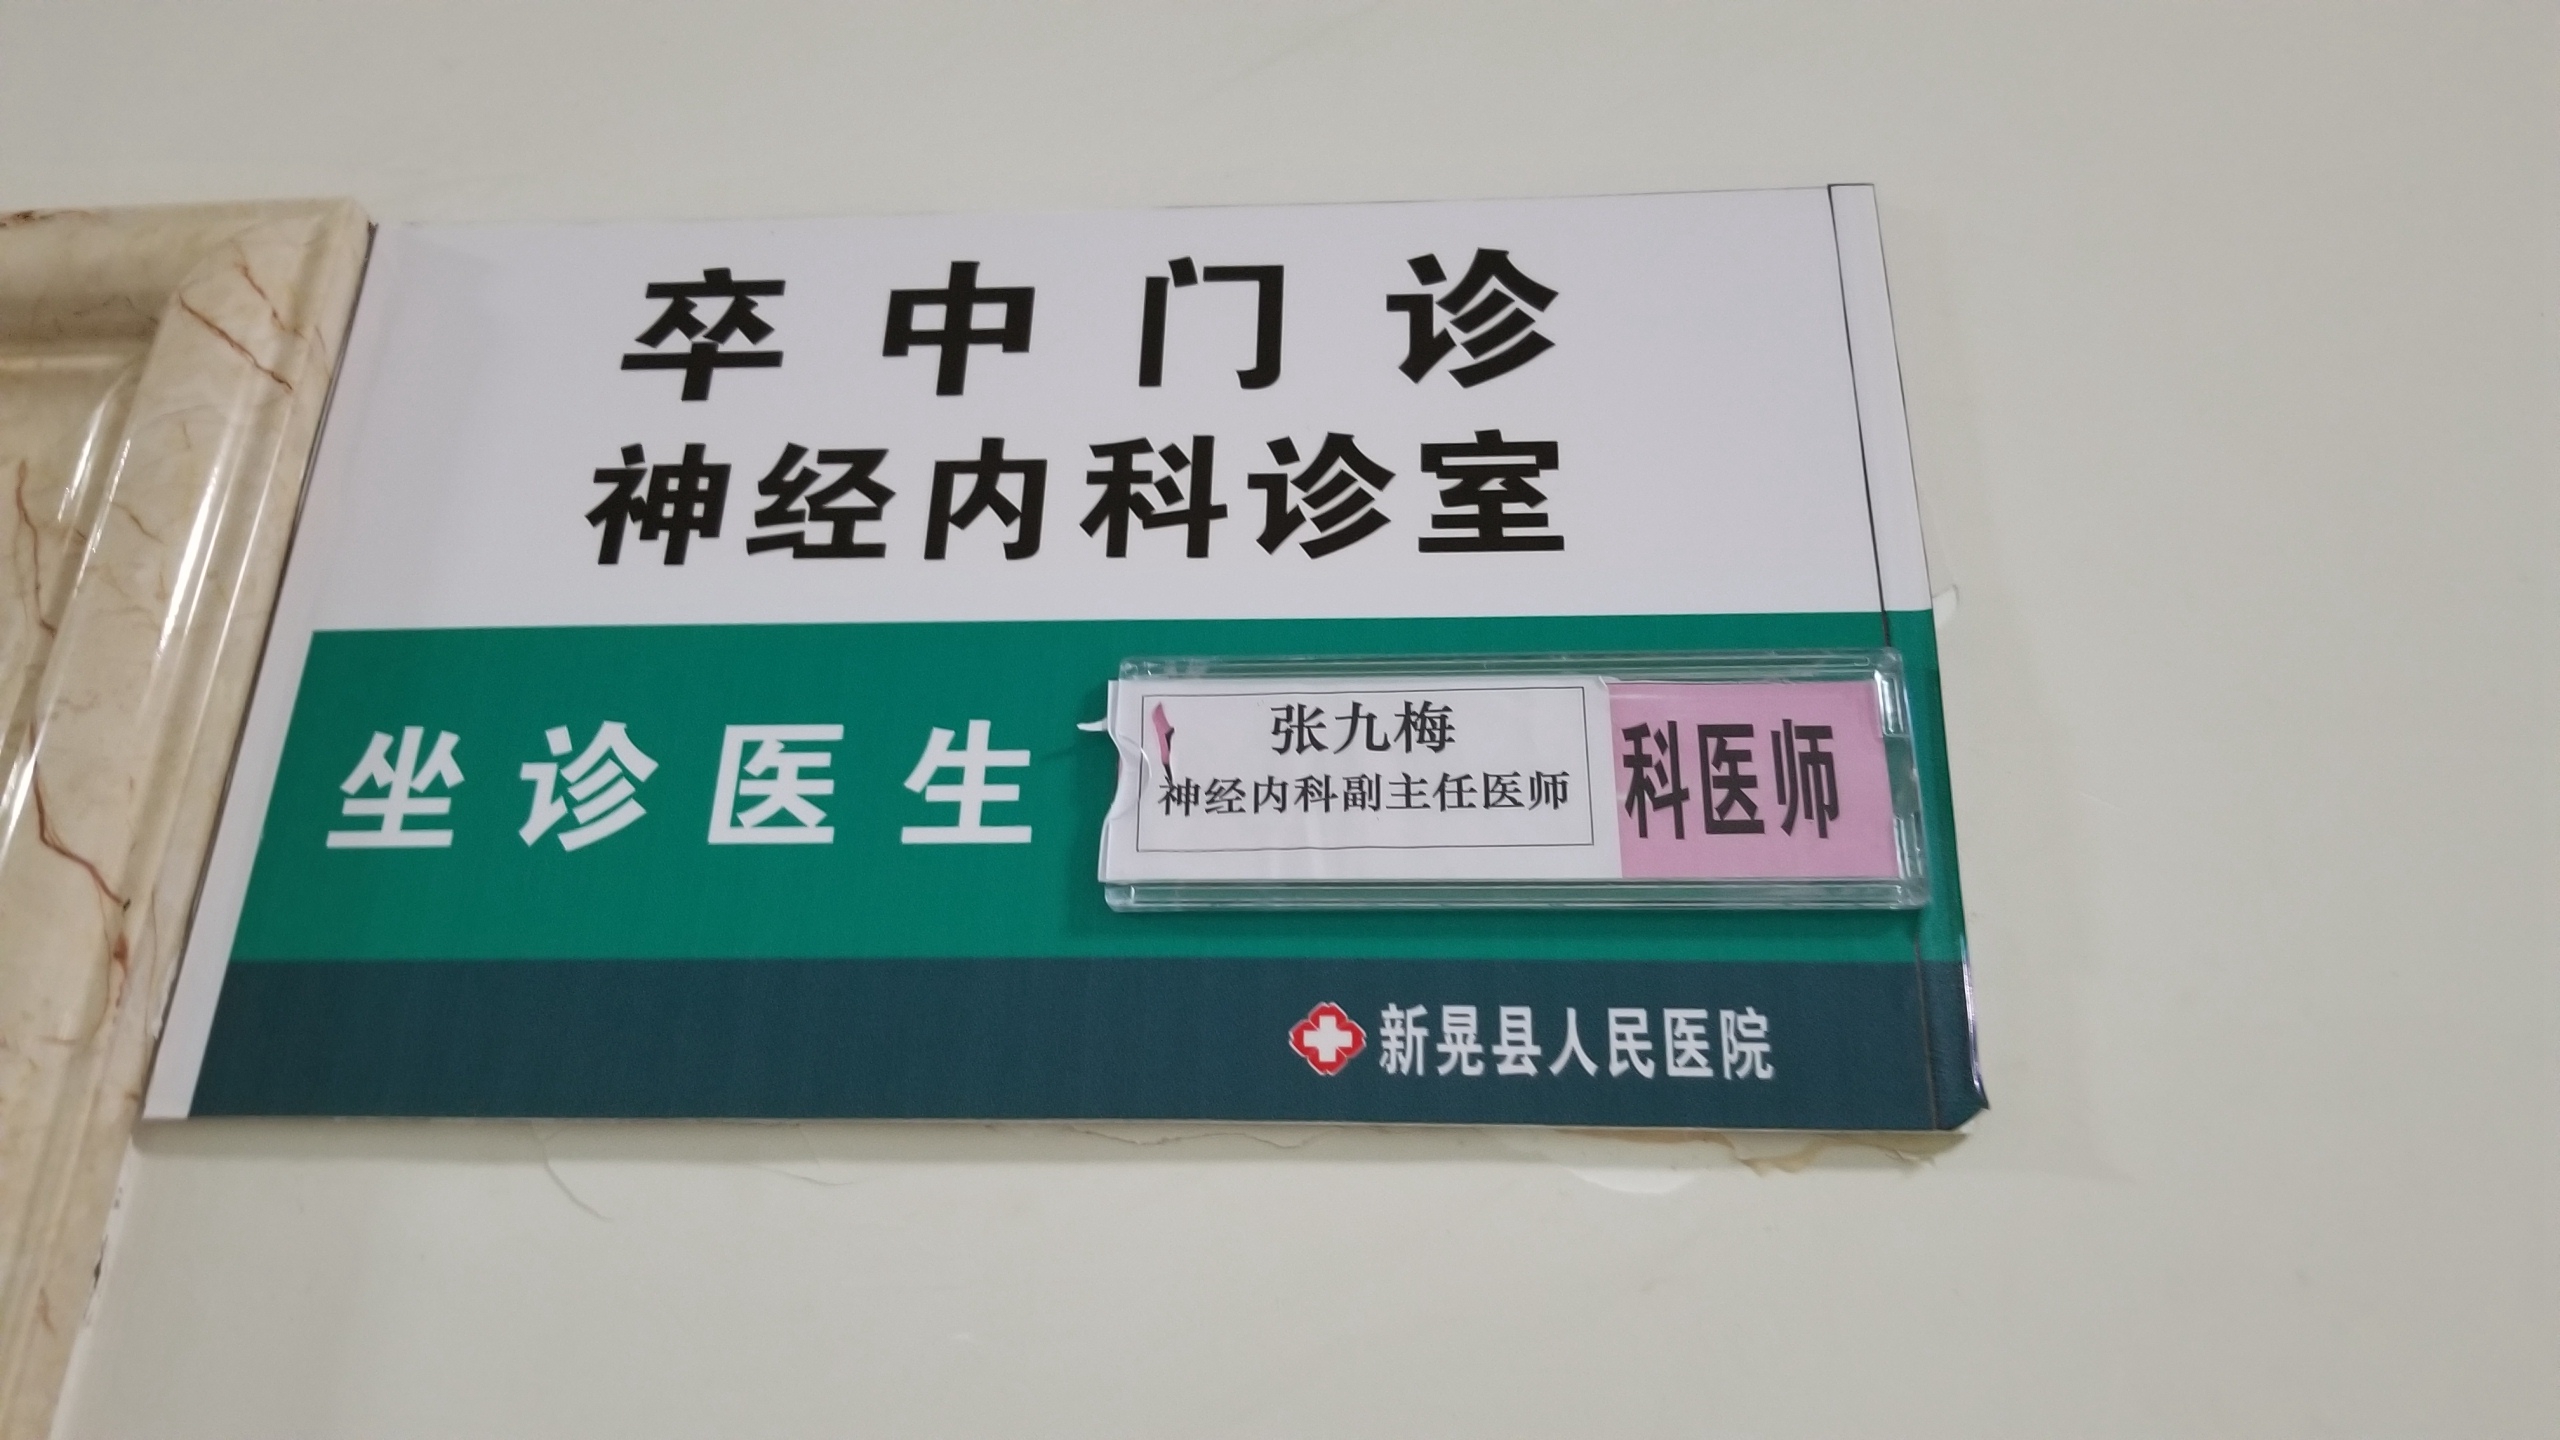 卒中门诊
神经内科诊室
坐诊医生
张九梅
神经内科副主任医师
科医师
新晃县人民医院